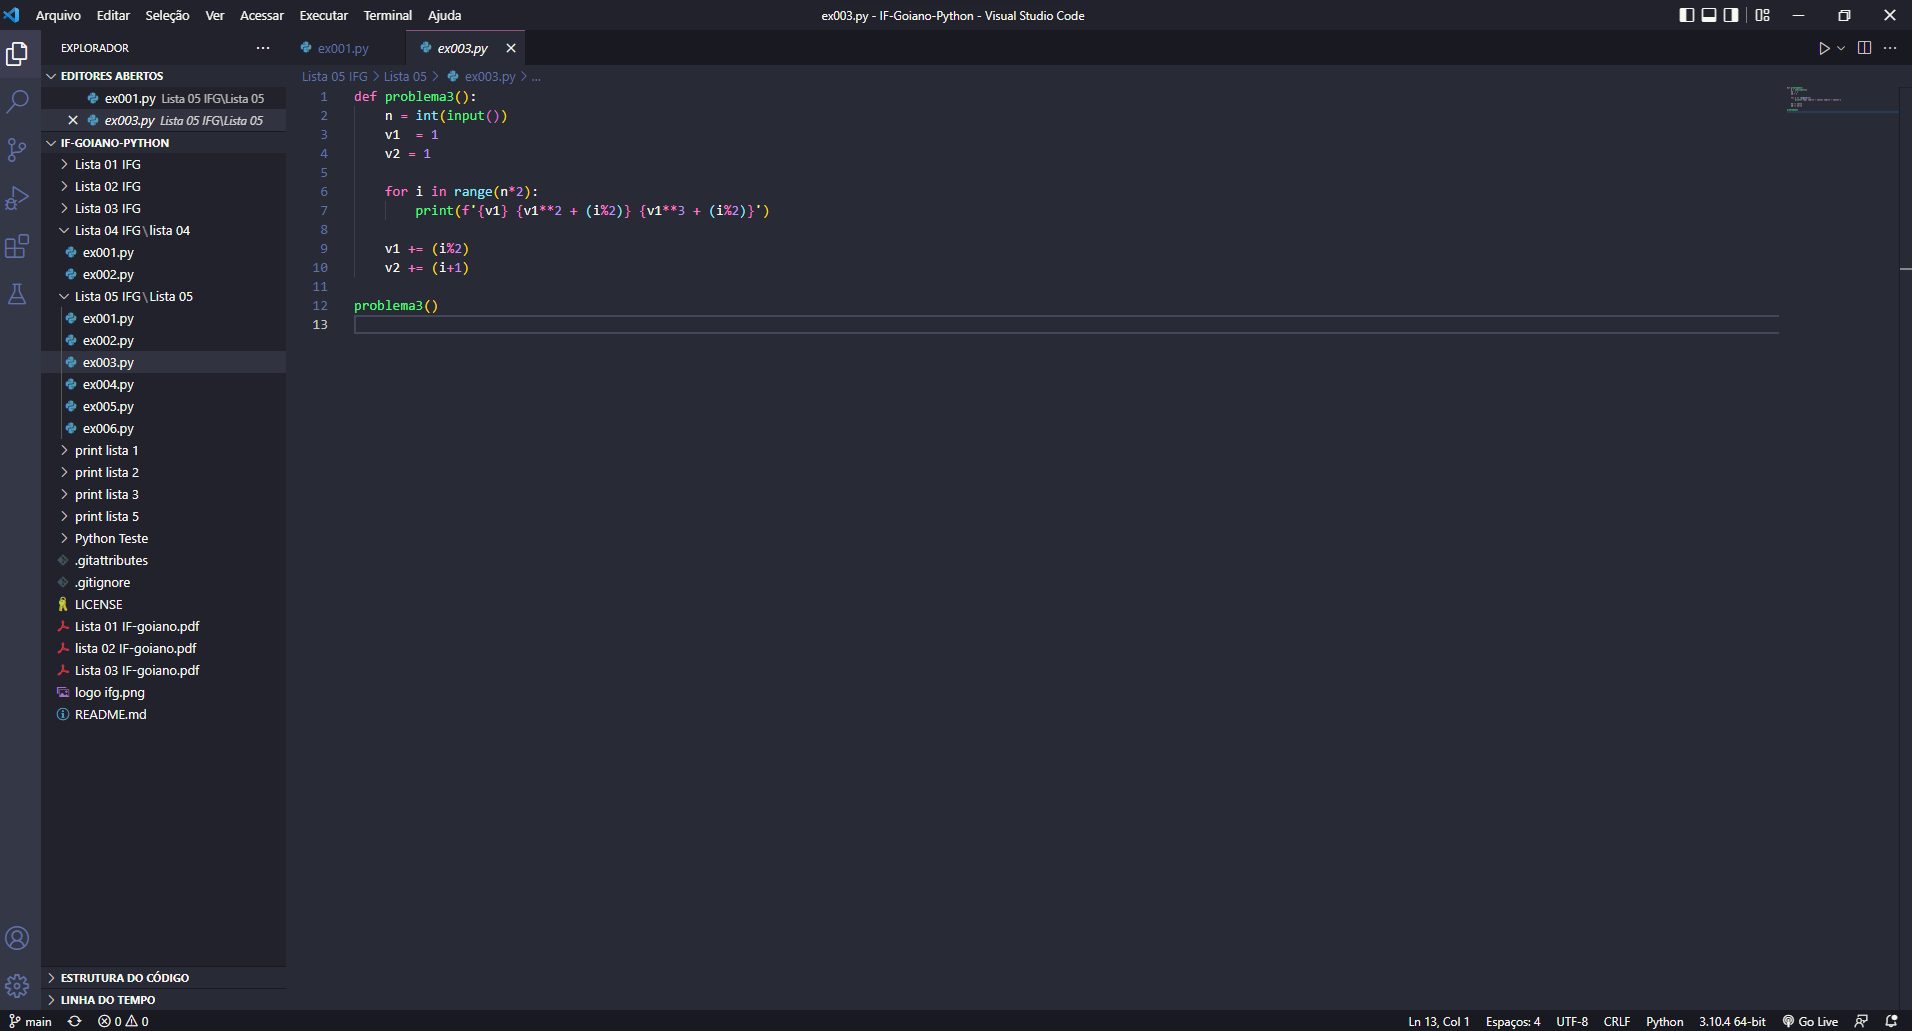 Arquivo Editar Seleção Ver Acessar Executar Terminal Ajuda
ex003.py - IF-Goiano-Python - Visual Studio Code
EXPLORADOR
EDITORES ABERTOS
ex001.py Lista 05 IFG\Lista 05
ex003.py Lista 05 IFG\Lista 05
IF-GOIANO-PYTHON
Lista 01 IFG
Lista 02 IFG
Lista 03 IFG
Lista 04 IFG\lista 04
ex001.py
ex002.py
Lista 05 IFG\Lista 05
ex001.py
ex002.py
ex003.py
ex004.py
ex005.py
ex006.py
print lista 1
print lista 2
print lista 3
print lista 5
Python Teste
.gitattributes
.gitignore
LICENSE
Lista 01 IF-goiano.pdf
lista 02 IF-goiano.pdf
Lista 03 IF-goiano.pdf
logo ifg.png
README.md
ESTRUTURA DO CÓDIGO
LINHA DO TEMPO
ex001.py
ex003.py
Lista 05 IFG > Lista 05 > ex003.py > ...
1 def problema3():
2     n = int(input())
3     v1  = 1
4     v2 = 1
5
6     for i in range(n*2):
7         print(f'{v1} {v1**2 + (i%2)} {v1**3 + (i%2)}')
8
9     v1 += (i%2)
10     v2 += (i+1)
11
12 problema3()
13
main 0 0
Ln 13, Col 1 Espaços: 4 UTF-8 CRLF Python 3.10.4 64-bit Go Live